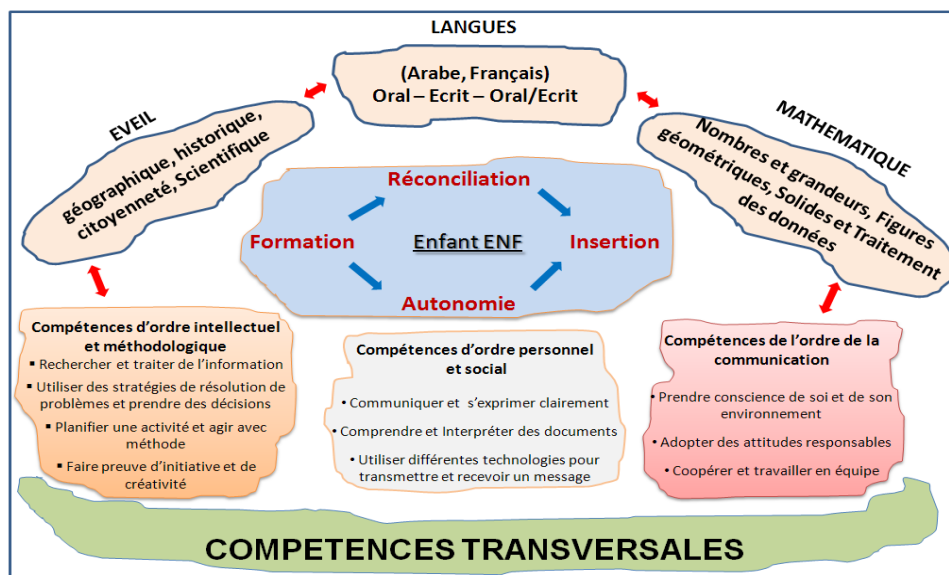 LANGUES
(Arabe, Français)
Oral – Ecrit – Oral/Ecrit
EVEIL
géographique, historique,
citoyenneté, Scientifique
MATHEMATIQUE
Nombres et grandeurs, Figures
géométriques, Solides et Traitement
des données
Réconciliation
Formation
Enfant ENF
Insertion
Autonomie
Compétences d'ordre intellectuel
et méthodologique
▪ Rechercher et traiter de l'information
▪ Utiliser des stratégies de résolution de
problèmes et prendre des décisions
▪ Planifier une activité et agir avec
méthode
▪ Faire preuve d'initiative et de
créativité
Compétences d'ordre personnel
et social
• Communiquer et s'exprimer clairement
• Comprendre et Interpréter des documents
• Utiliser différentes technologies pour
transmettre et recevoir un message
Compétences de l'ordre de la
communication
• Prendre conscience de soi et de son
environnement
• Adopter des attitudes responsables
• Coopérer et travailler en équipe
COMPETENCES TRANSVERSALES